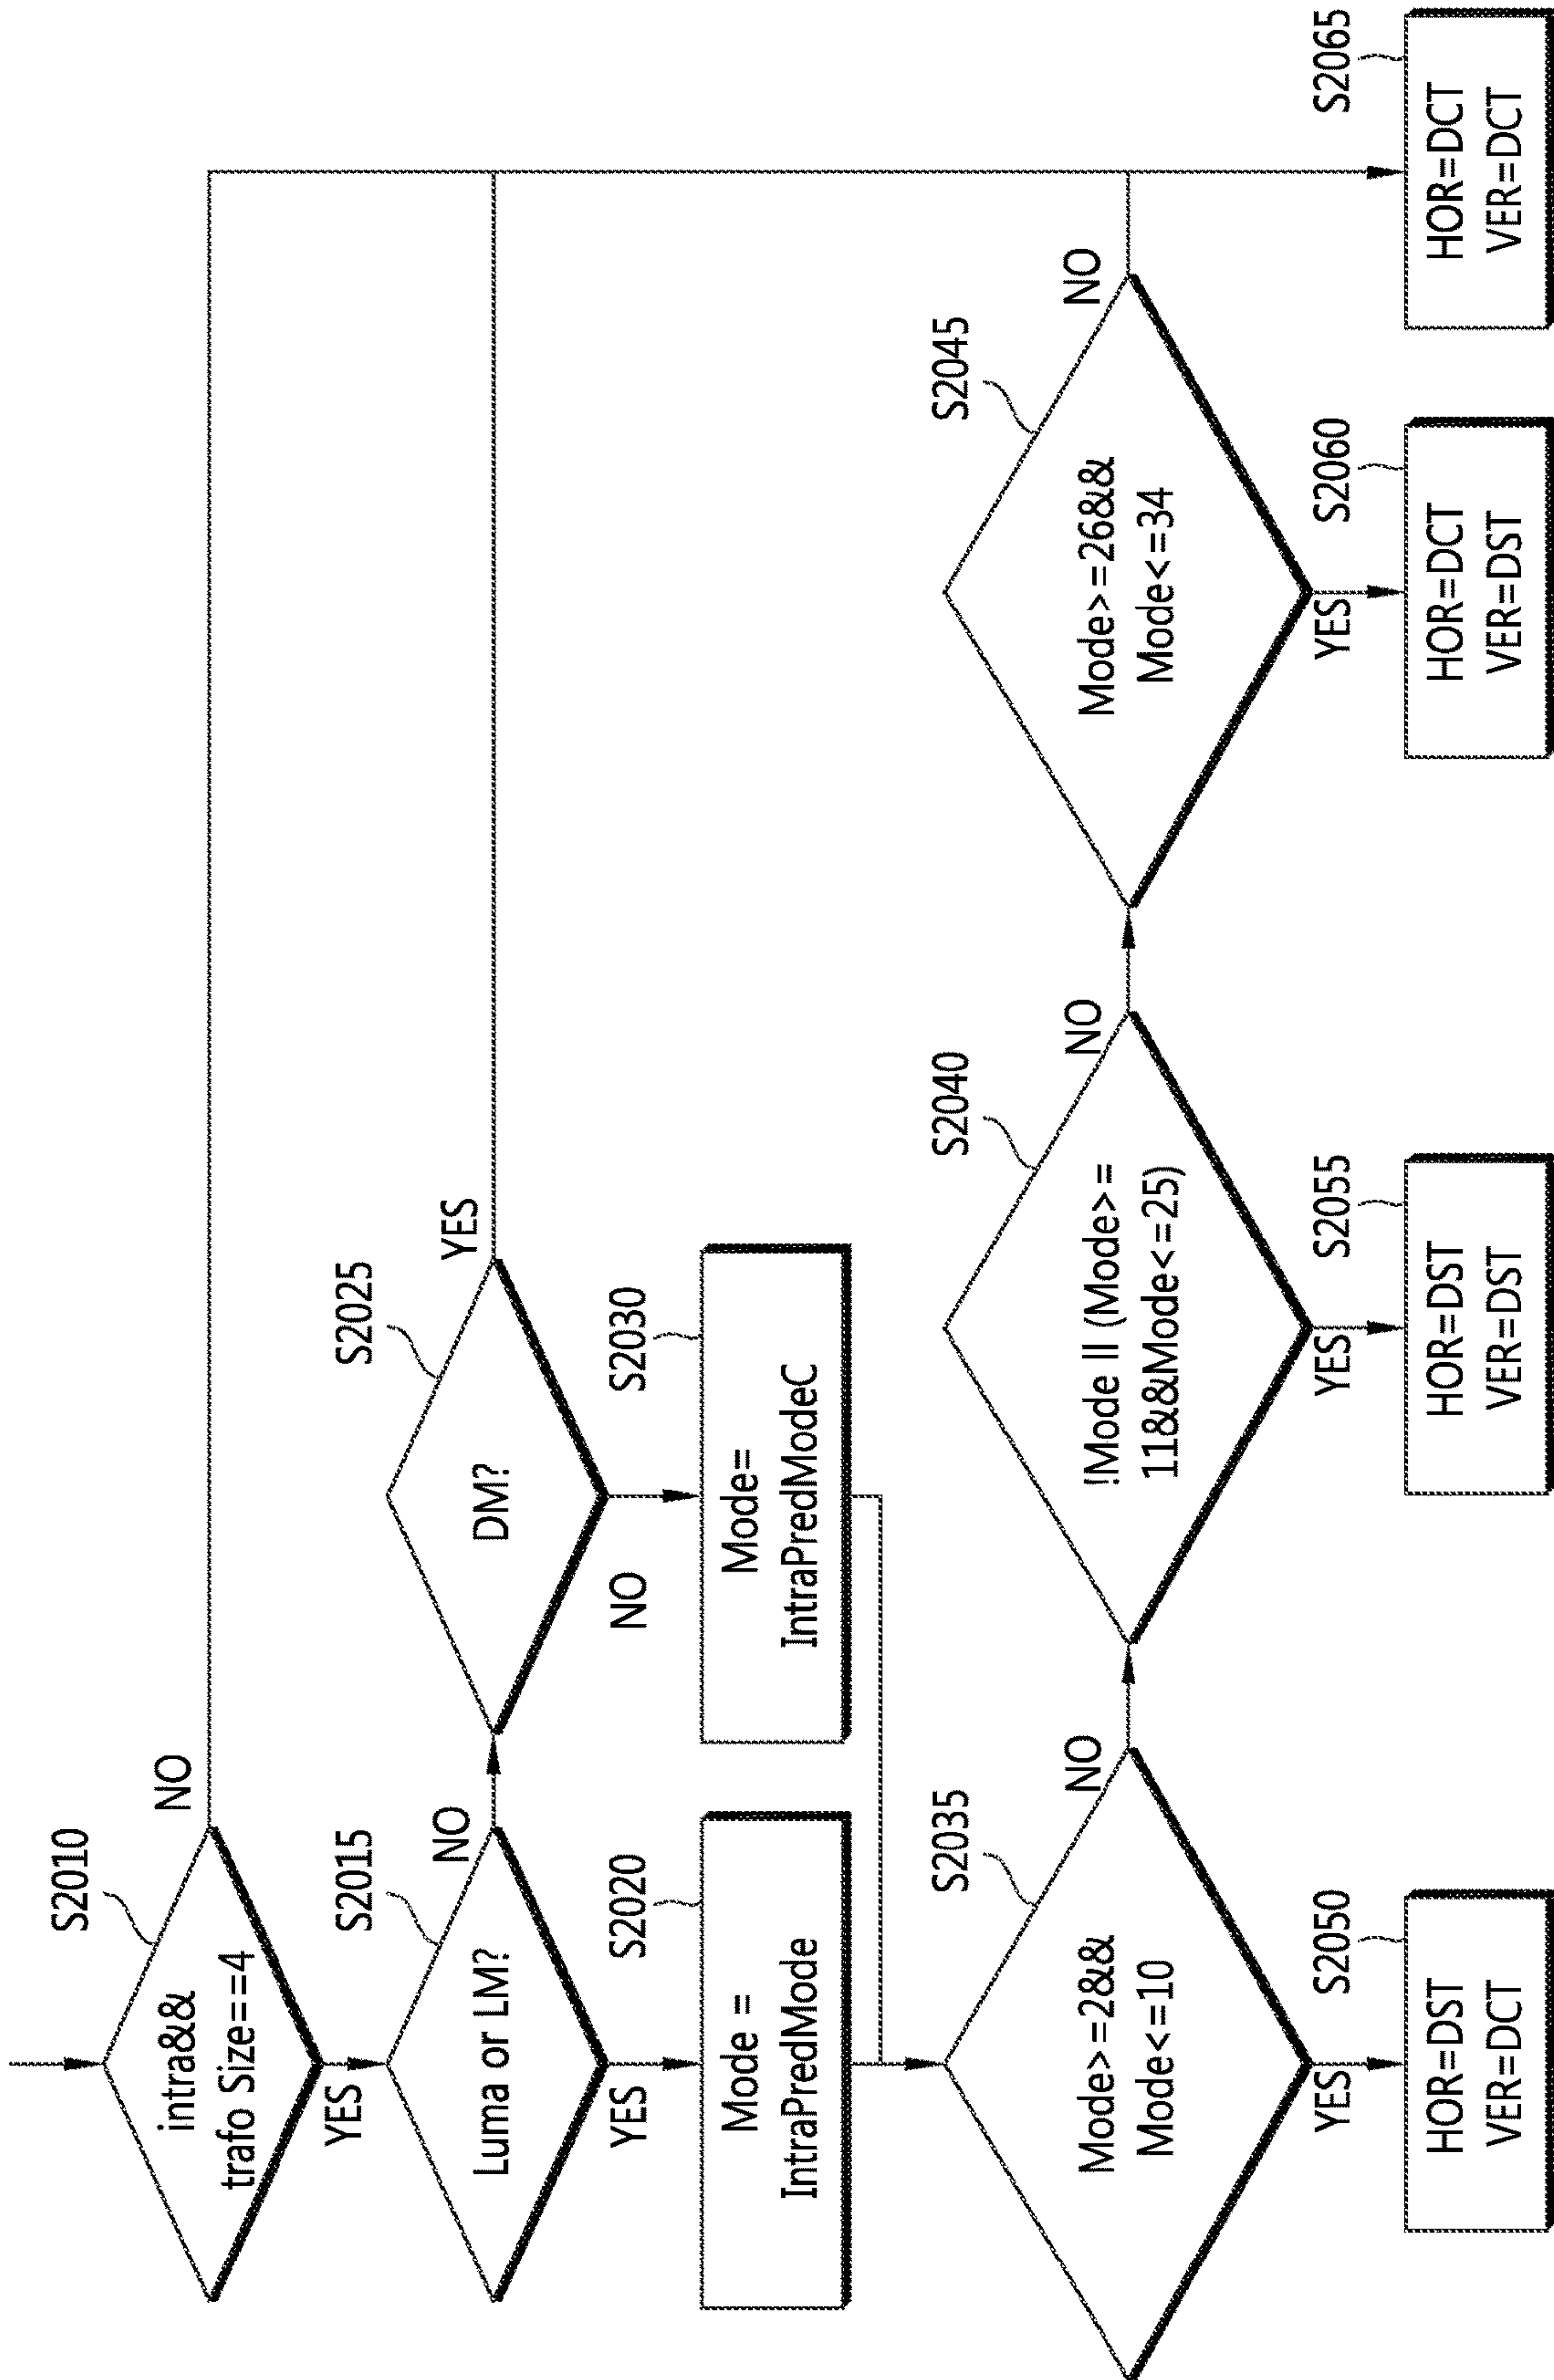 S2010
intra&&
trafo Size==4
NO
YES
S2015
Luma or LM?
NO
YES
S2025
DM?
YES
NO
S2020
Mode =
IntraPredMode
S2030
Mode=
IntraPredModeC
S2035
Mode>=2&&
Mode<=10
NO
YES
S2040
!Mode II (Mode>=
11&&Mode<=25)
NO
YES
S2045
Mode>=26&&
Mode<=34
NO
YES
S2050
HOR=DST
VER=DCT
S2055
HOR=DST
VER=DST
S2060
HOR=DCT
VER=DST
S2065
HOR=DCT
VER=DCT